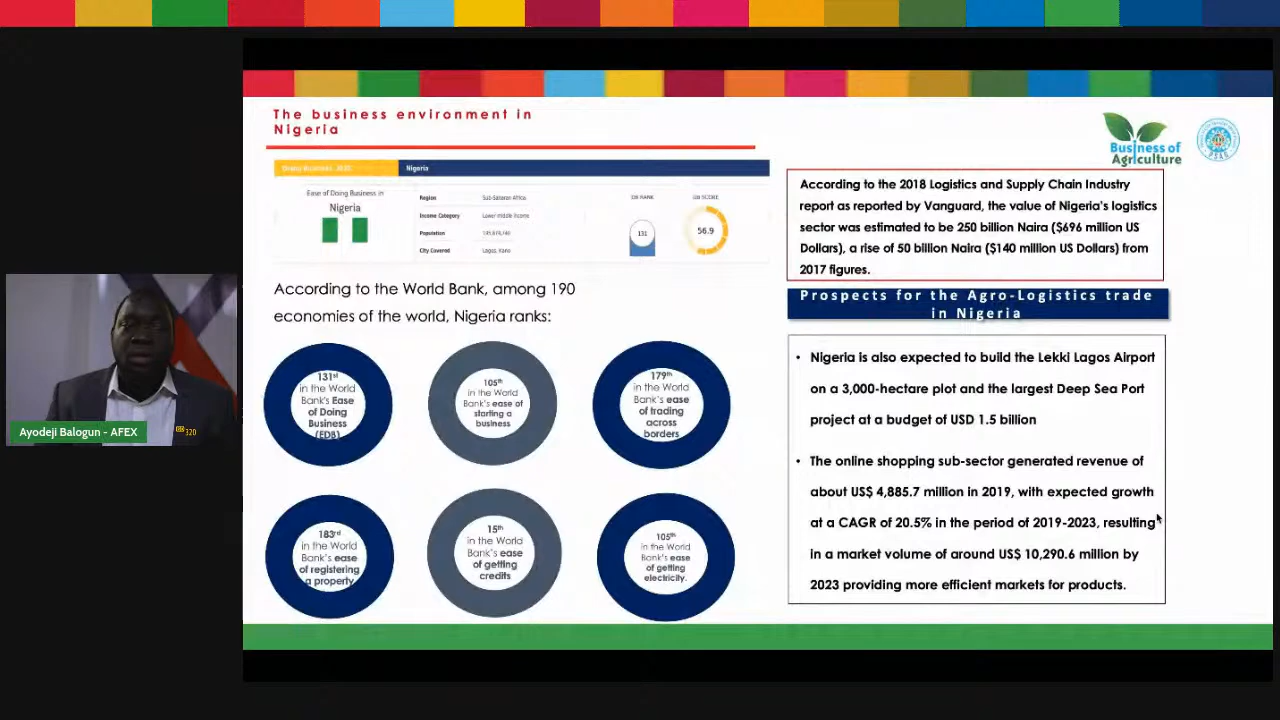 The business environment in
Nigeria
Doing Business 2020
Nigeria
Ease of Doing Business in
Nigeria
Region Sub-Saharan Africa
Income Category Lower middle income
Population
City Covered Lagos, Kano
DB RANK
131
DB SCORE
56.9
According to the World Bank, among 190
economies of the world, Nigeria ranks:
131st
in the World
Bank's Ease
of Doing
Business
(EDB)
105th
in the World
Bank's ease of
starting a
business
179th
in the World
Bank's ease
of trading
across
borders
183rd
in the World
Bank's ease
of registering
a property
15th
in the World
Bank's ease
of getting
credits
105th
in the World
Bank's ease
of getting
electricity.
Business of
Agriculture
According to the 2018 Logistics and Supply Chain Industry
report as reported by Vanguard, the value of Nigeria's logistics
sector was estimated to be 250 billion Naira ($696 million US
Dollars), a rise of 50 billion Naira ($140 million US Dollars) from
2017 figures.
Prospects for the Agro-Logistics trade
in Nigeria
• Nigeria is also expected to build the Lekki Lagos Airport
on a 3,000-hectare plot and the largest Deep Sea Port
project at a budget of USD 1.5 billion
• The online shopping sub-sector generated revenue of
about US$ 4,885.7 million in 2019, with expected growth
at a CAGR of 20.5% in the period of 2019-2023, resulting
in a market volume of around US$ 10,290.6 million by
2023 providing more efficient markets for products.
Ayodeji Balogun - AFEX
320